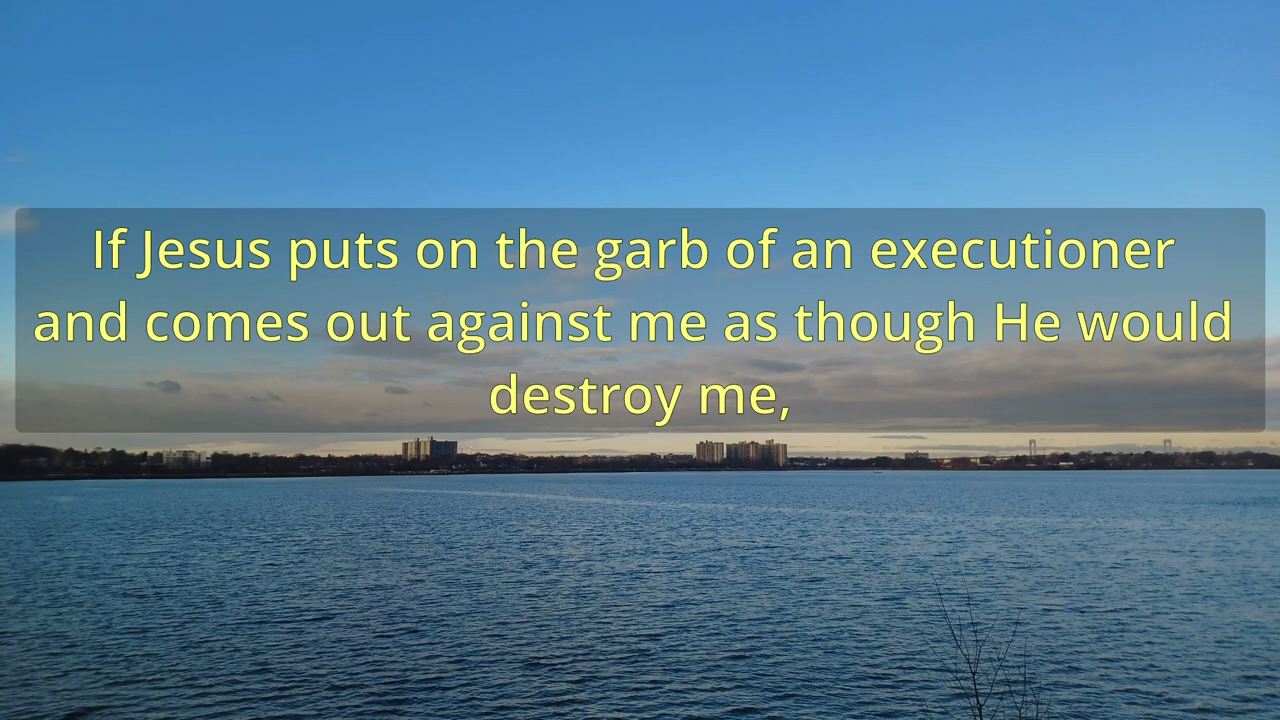 If Jesus puts on the garb of an executioner
and comes out against me as though He would
destroy me,